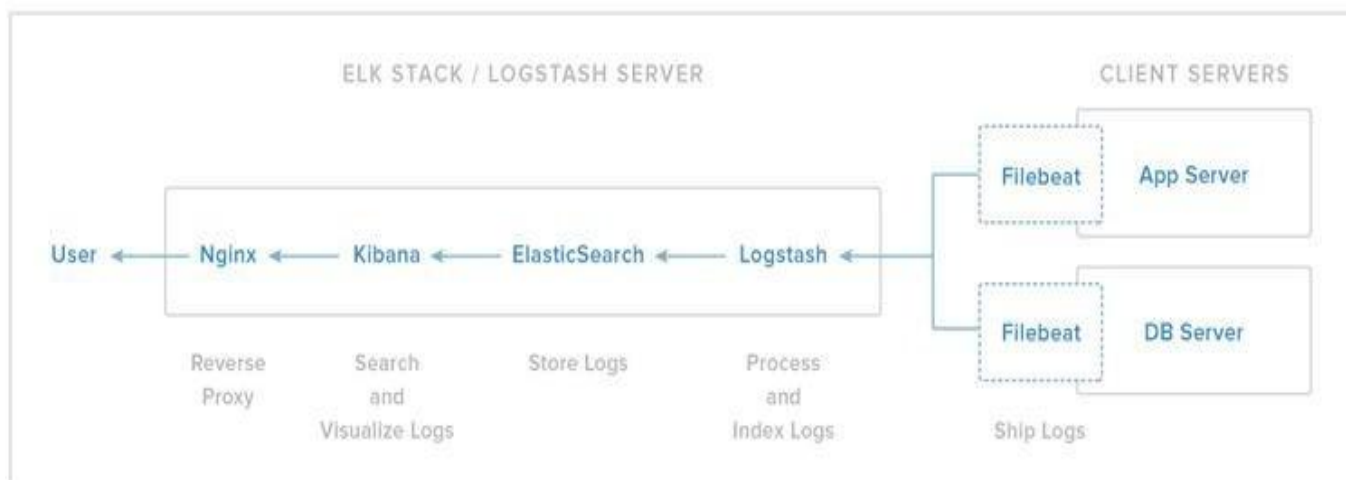 ELK STACK / LOGSTASH SERVER
CLIENT SERVERS
Filebeat
App Server
User
Nginx
Kibana
ElasticSearch
Logstash
Filebeat
DB Server
Reverse
Proxy
Search
and
Visualize Logs
Store Logs
Process
and
Index Logs
Ship Logs